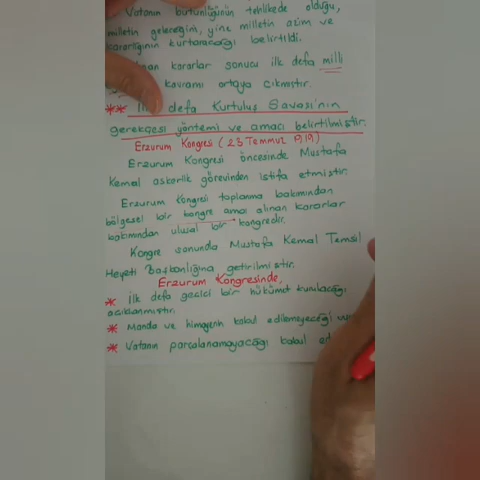 Vatanın bütünlüğünün tehlikede olduğu,
milletin geleceğini, yine milletin azim ve
kararlığının kurtaracağı belirtildi.
kararlar sonucu ilk defa milli
kavramı ortaya çıkmıştır.
** İlk defa Kurtuluş Savaşı'nın
gerekçesi yöntemi ve amacı belirtilmiştir.
Erzurum Kongresi (23 Temmuz 1919)
Erzurum Kongresi öncesinde Mustafa
Kemal askerlik görevinden istifa etmiştir.
Erzurum Kongresi toplanma bakımından
bölgesel bir kongre ama alınan kararlar
bakımından ulusal bir kongredir.
Kongre sonunda Mustafa Kemal Temsil
Heyeti Başkanlığına getirilmiştir.
Erzurum Kongresinde,
* İlk defa geçici bir hükümet kurulacağı
açıklanmıştır.
* Manda ve himayenin kabul edilemeyeceği
* Vatanın parçalanamayacağı kabul